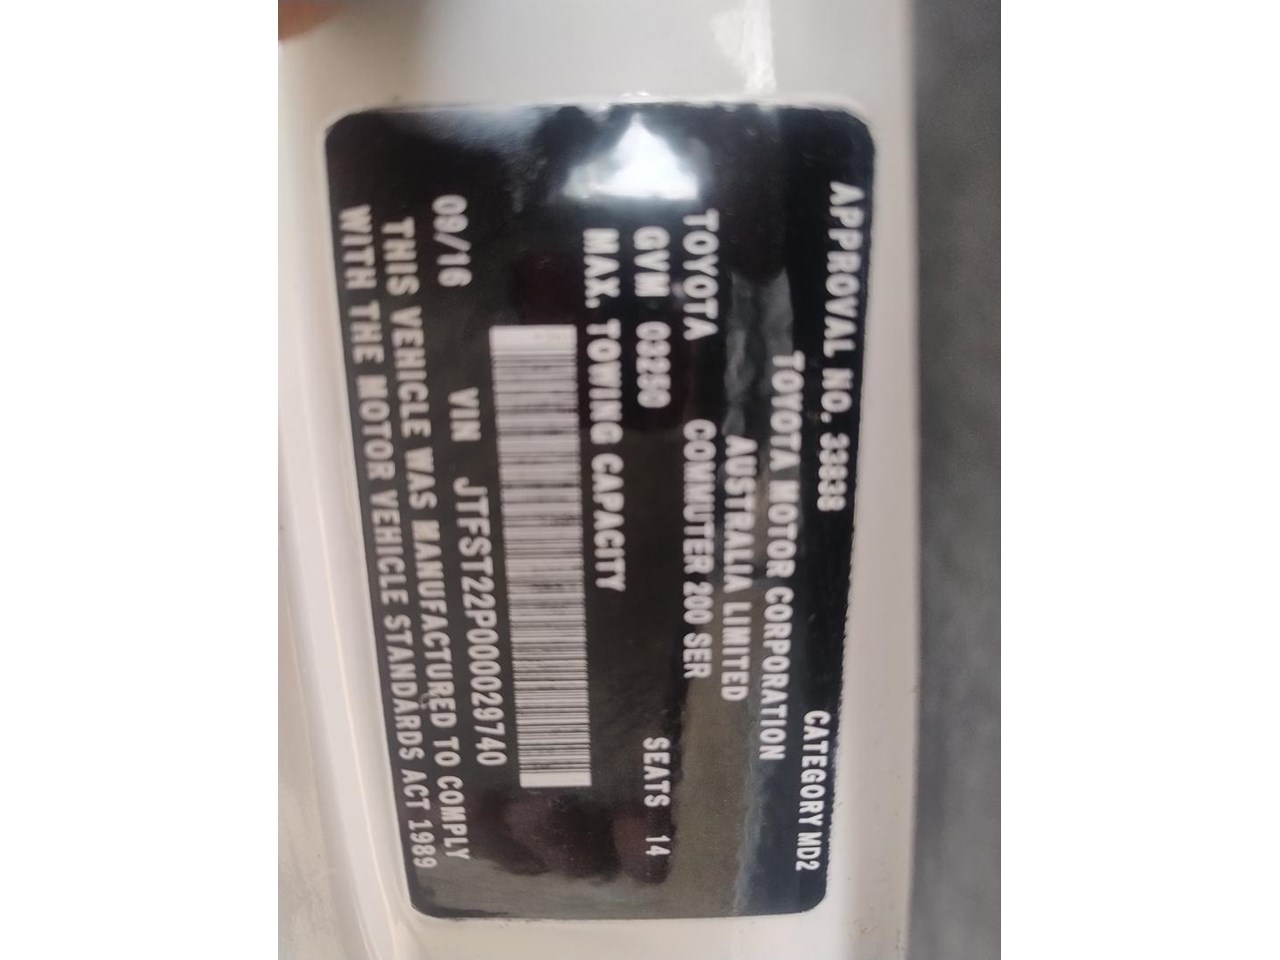 APPROVAL NO. 33838 CATEGORY MD2
TOYOTA MOTOR CORPORATION
AUSTRALIA LIMITED
TOYOTA COMMUTER 200 SER
GVM 03250 SEATS 14
MAX. TOWING CAPACITY
09/16 VIN JTFST22P000029740
THIS VEHICLE WAS MANUFACTURED TO COMPLY
WITH THE MOTOR VEHICLE STANDARDS ACT 1989